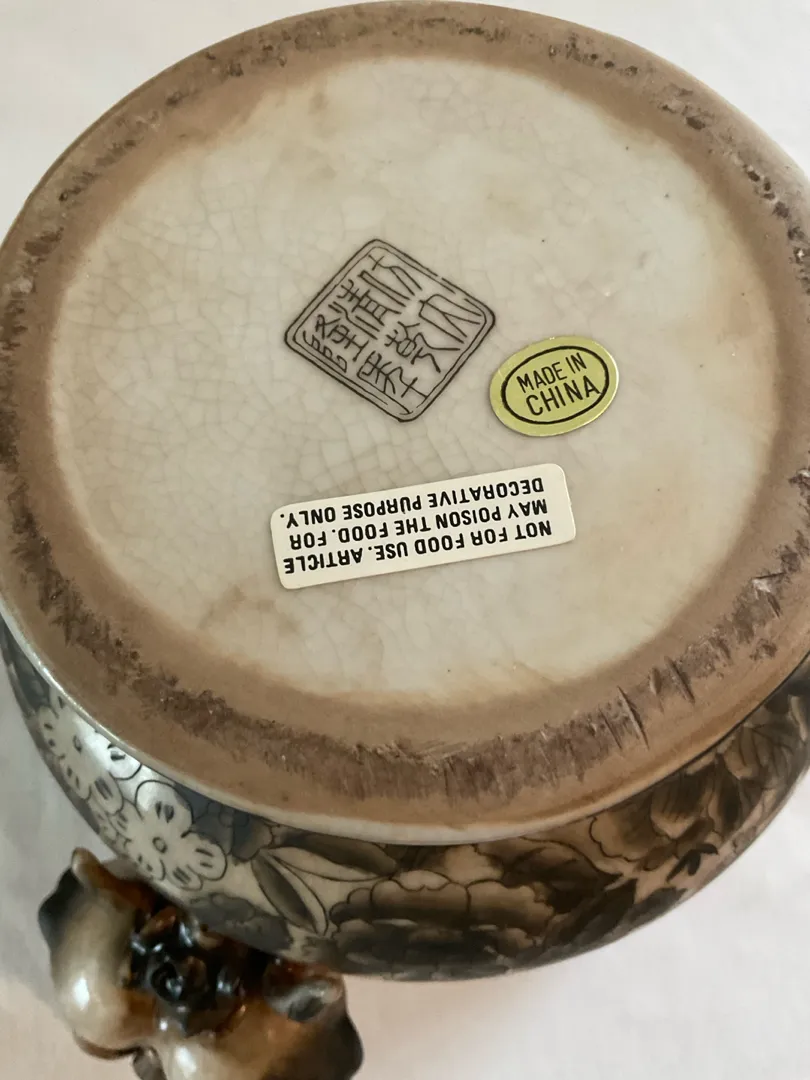 MADE IN
CHINA
NOT FOR FOOD USE. ARTICLE
MAY POISON THE FOOD. FOR
DECORATIVE PURPOSE ONLY.